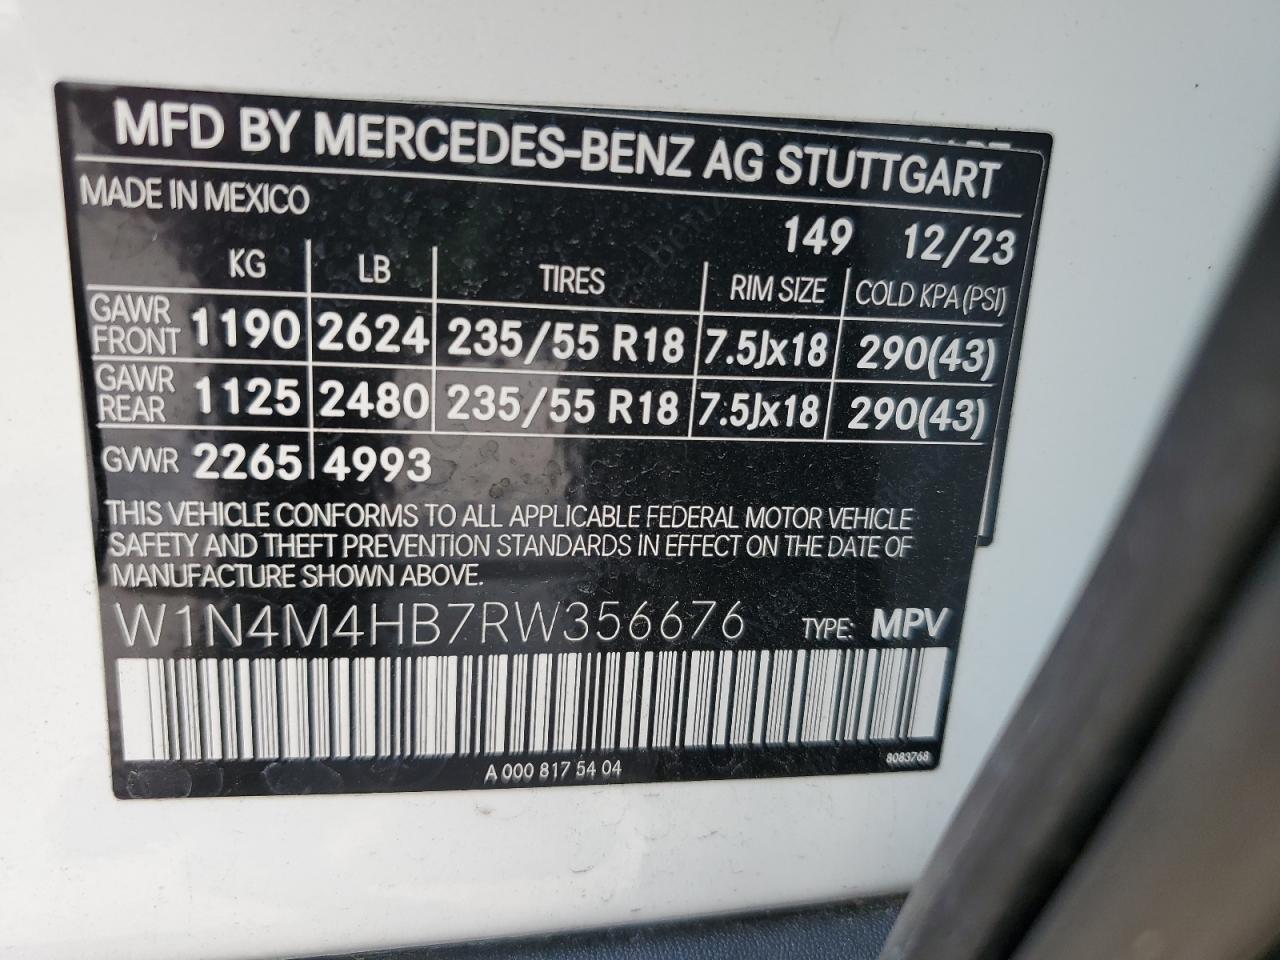 MFD BY MERCEDES-BENZ AG STUTTGART
MADE IN MEXICO
149 12/23
KG LB TIRES RIM SIZE COLD KPA (PSI)
GAWR FRONT 1190 2624 235/55 R18 7.5Jx18 290(43)
GAWR REAR 1125 2480 235/55 R18 7.5Jx18 290(43)
GVWR 2265 4993
THIS VEHICLE CONFORMS TO ALL APPLICABLE FEDERAL MOTOR VEHICLE
SAFETY AND THEFT PREVENTION STANDARDS IN EFFECT ON THE DATE OF
MANUFACTURE SHOWN ABOVE.
W1N4M4HB7RW356676 TYPE: MPV
A 000 817 54 04
8083768